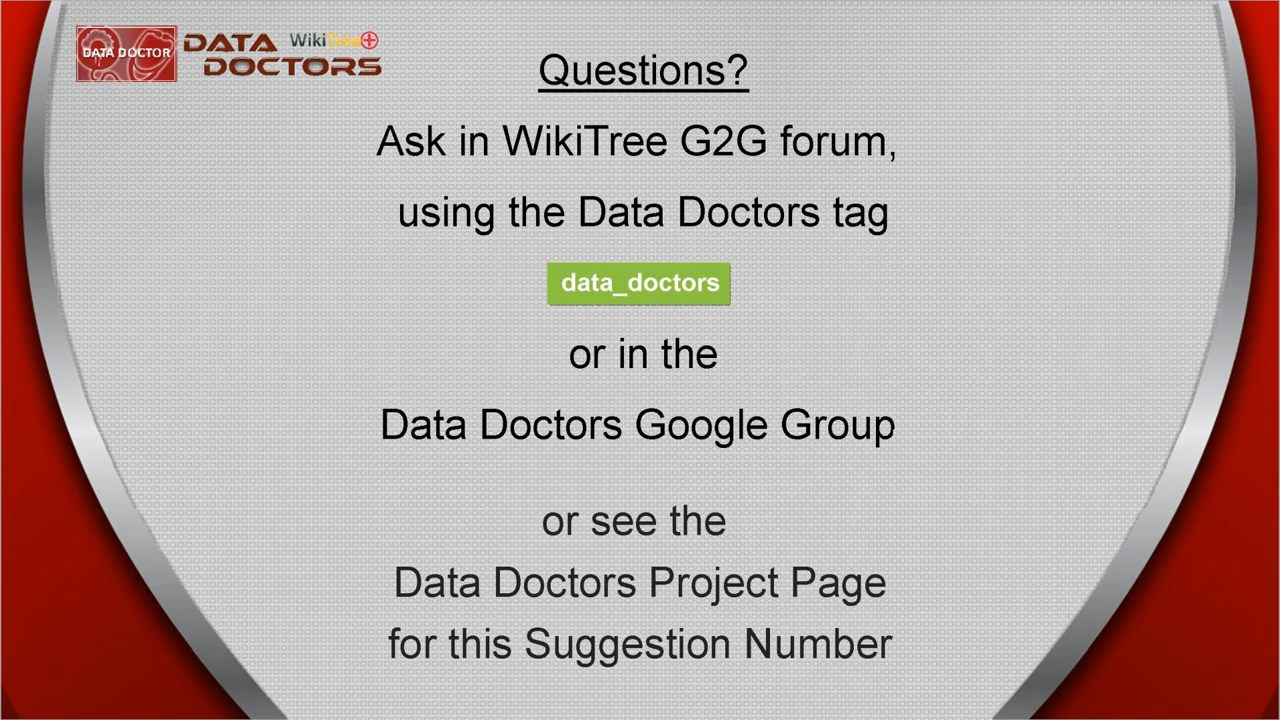 DATA DOCTOR
DATA
WikiTree+
DOCTORS
Questions?
Ask in WikiTree G2G forum,
using the Data Doctors tag
data_doctors
or in the
Data Doctors Google Group
or see the
Data Doctors Project Page
for this Suggestion Number